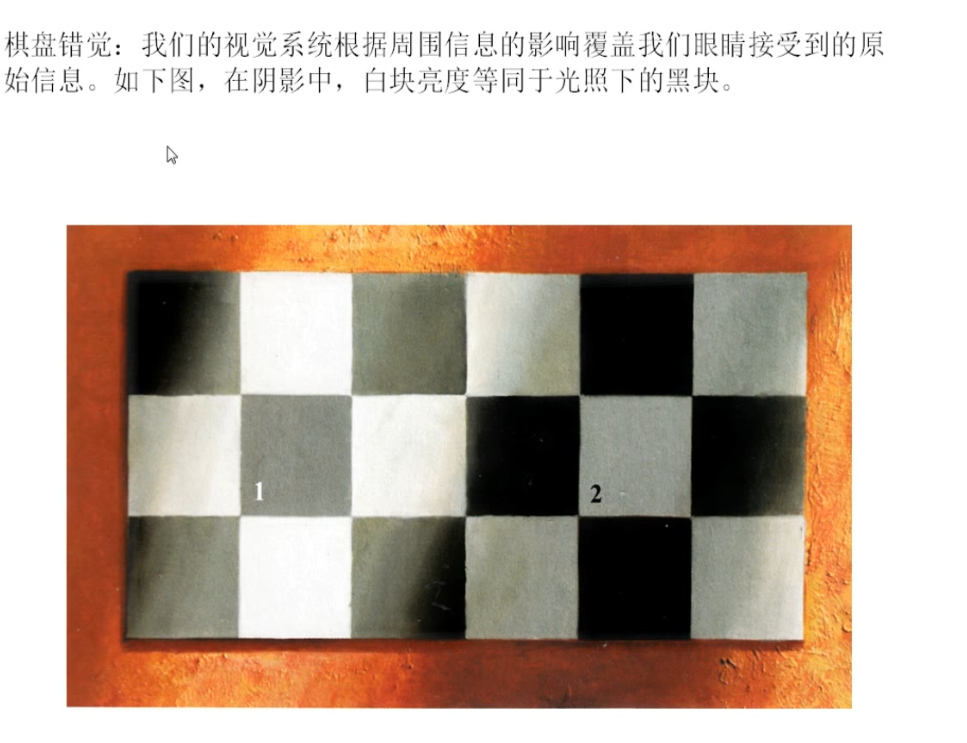 棋盘错觉：我们的视觉系统根据周围信息的影响覆盖我们眼睛接受到的原
始信息。如下图，在阴影中，白块亮度等同于光照下的黑块。
1
2